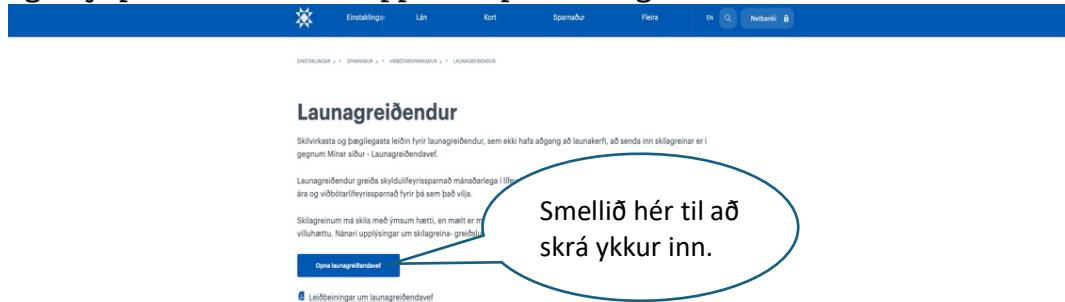 Einstaklingar Lán Kort Sparnaður Fleira EN Netbanki
EINSTAKLINGAR SPARNAÐUR VIÐBÓTARSPARNAÐUR LAUNAGREIÐENDUR
Launagreiðendur
Skilvirkasta og þægilegasta leiðin fyrir launagreiðendur, sem ekki hafa aðgang að launakerfi, að senda inn skilagreinar er í
gegnum Mínar síður - Launagreiðendavef.
Launagreiðendur greiða skyldulífeyrissparnað mánaðarlega í
ára og viðbótarlífeyrissparnað fyrir þá sem það vilja.
Skilagreinum má skila með ýmsum hætti, en mælt er
villuhættu. Nánari upplýsingar um skilagreina-
Smellið hér til að
skrá ykkur inn.
Opna launagreiðandavef
Leiðbeiningar um launagreiðendavef